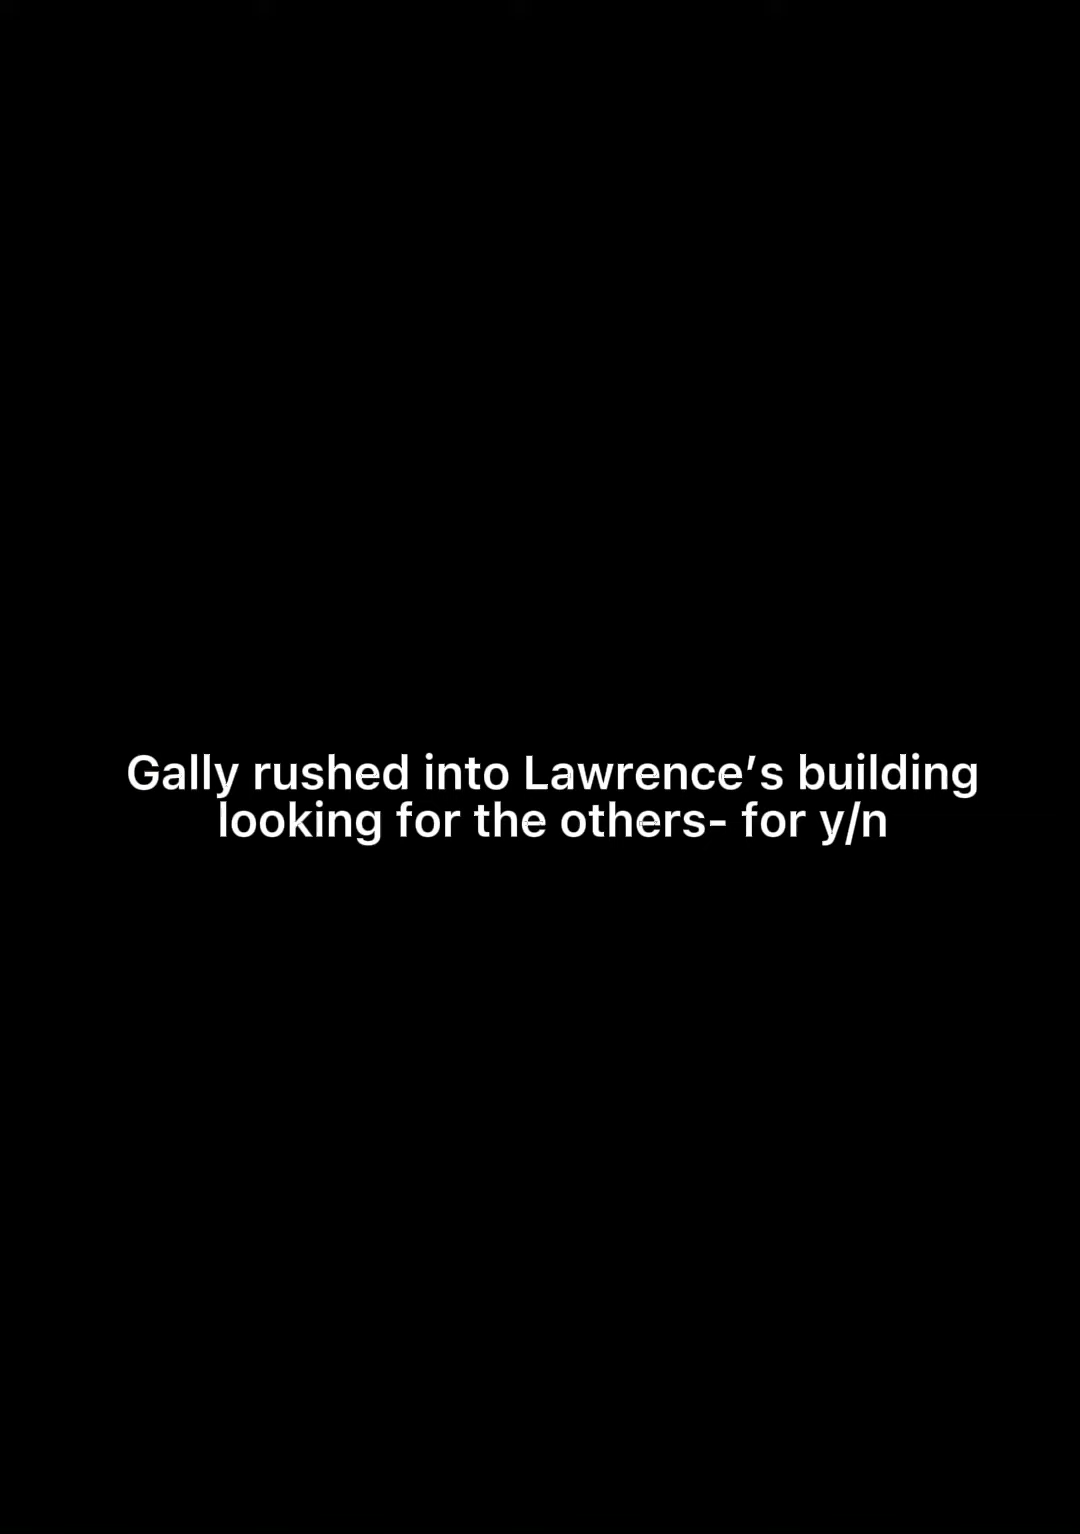 Gally rushed into Lawrence’s building
looking for the others- for y/n